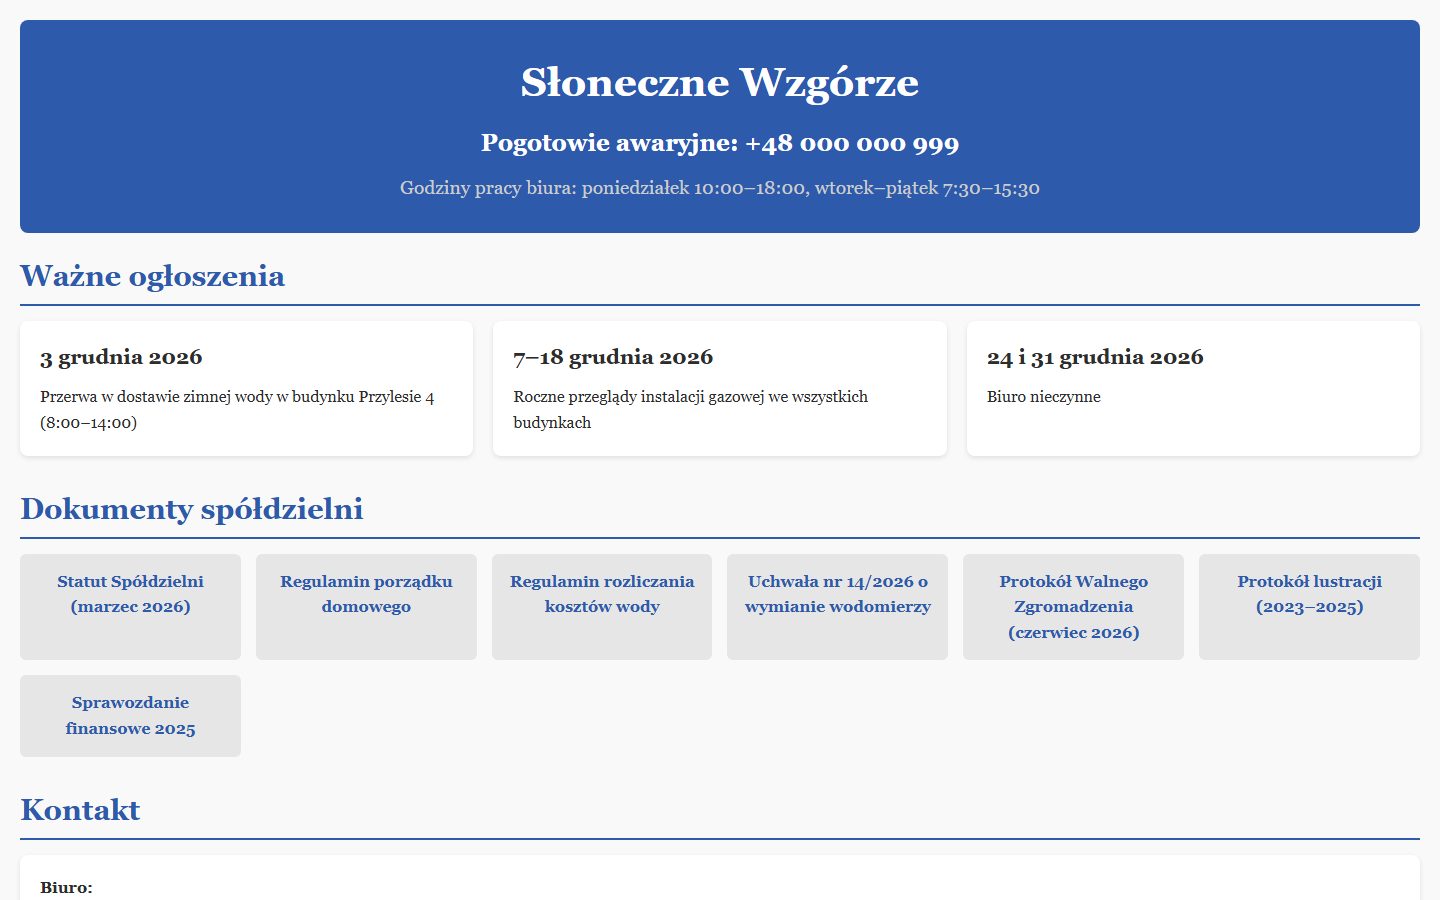 Słoneczne Wzgórze
Pogotowie awaryjne: +48 000 000 999
Godziny pracy biura: poniedziałek 10:00–18:00, wtorek–piątek 7:30–15:30
Ważne ogłoszenia
3 grudnia 2026
Przerwa w dostawie zimnej wody w budynku Przylesie 4
(8:00–14:00)
7–18 grudnia 2026
Roczne przeglądy instalacji gazowej we wszystkich
budynkach
24 i 31 grudnia 2026
Biuro nieczynne
Dokumenty spółdzielni
Statut Spółdzielni
(marzec 2026)
Regulamin porządku
domowego
Regulamin rozliczania
kosztów wody
Uchwała nr 14/2026 o
wymianie wodomierzy
Protokół Walnego
Zgromadzenia
(czerwiec 2026)
Protokół lustracji
(2023–2025)
Sprawozdanie
finansowe 2025
Kontakt
Biuro: